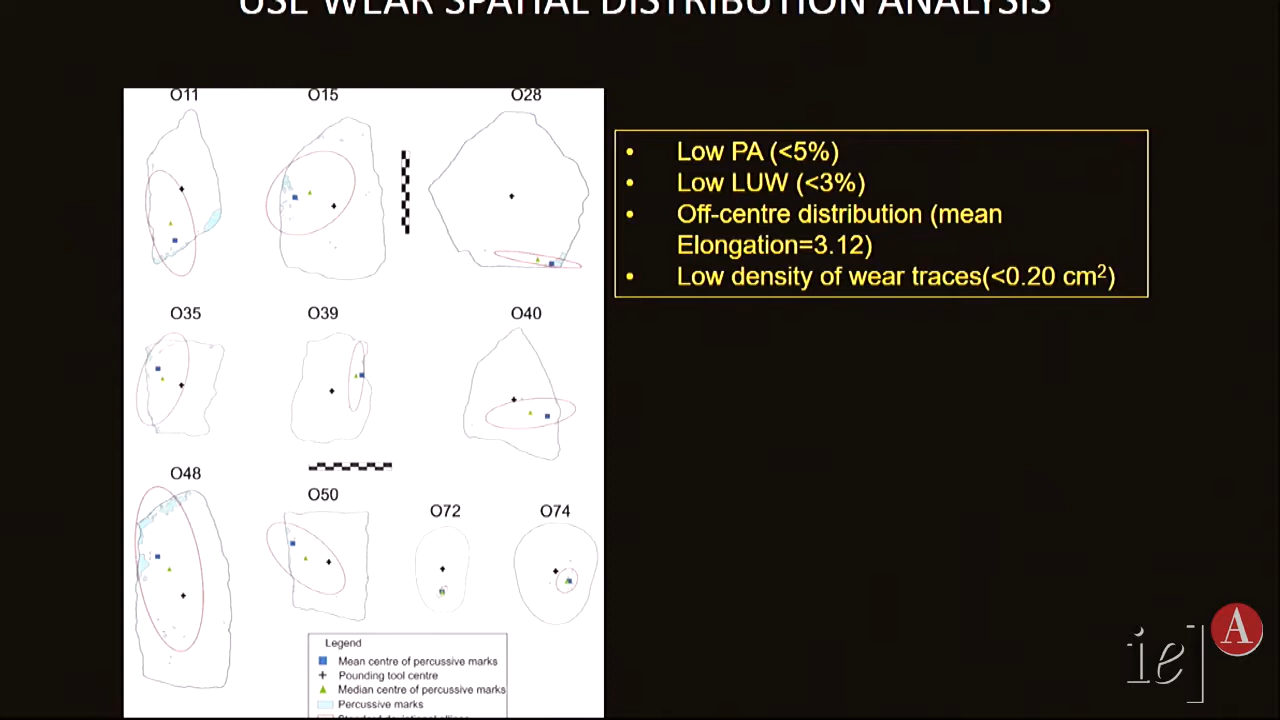 USE WEAR SPATIAL DISTRIBUTION ANALYSIS
O11 O15 O28
• Low PA (<5%)
• Low LUW (<3%)
• Off-centre distribution (mean
Elongation=3.12)
• Low density of wear traces(<0.20 cm²)
O35 O39 O40
O48 O50 O72 O74
Legend
Mean centre of percussive marks
Pounding tool centre
Median centre of percussive marks
Percussive marks
ie]
A